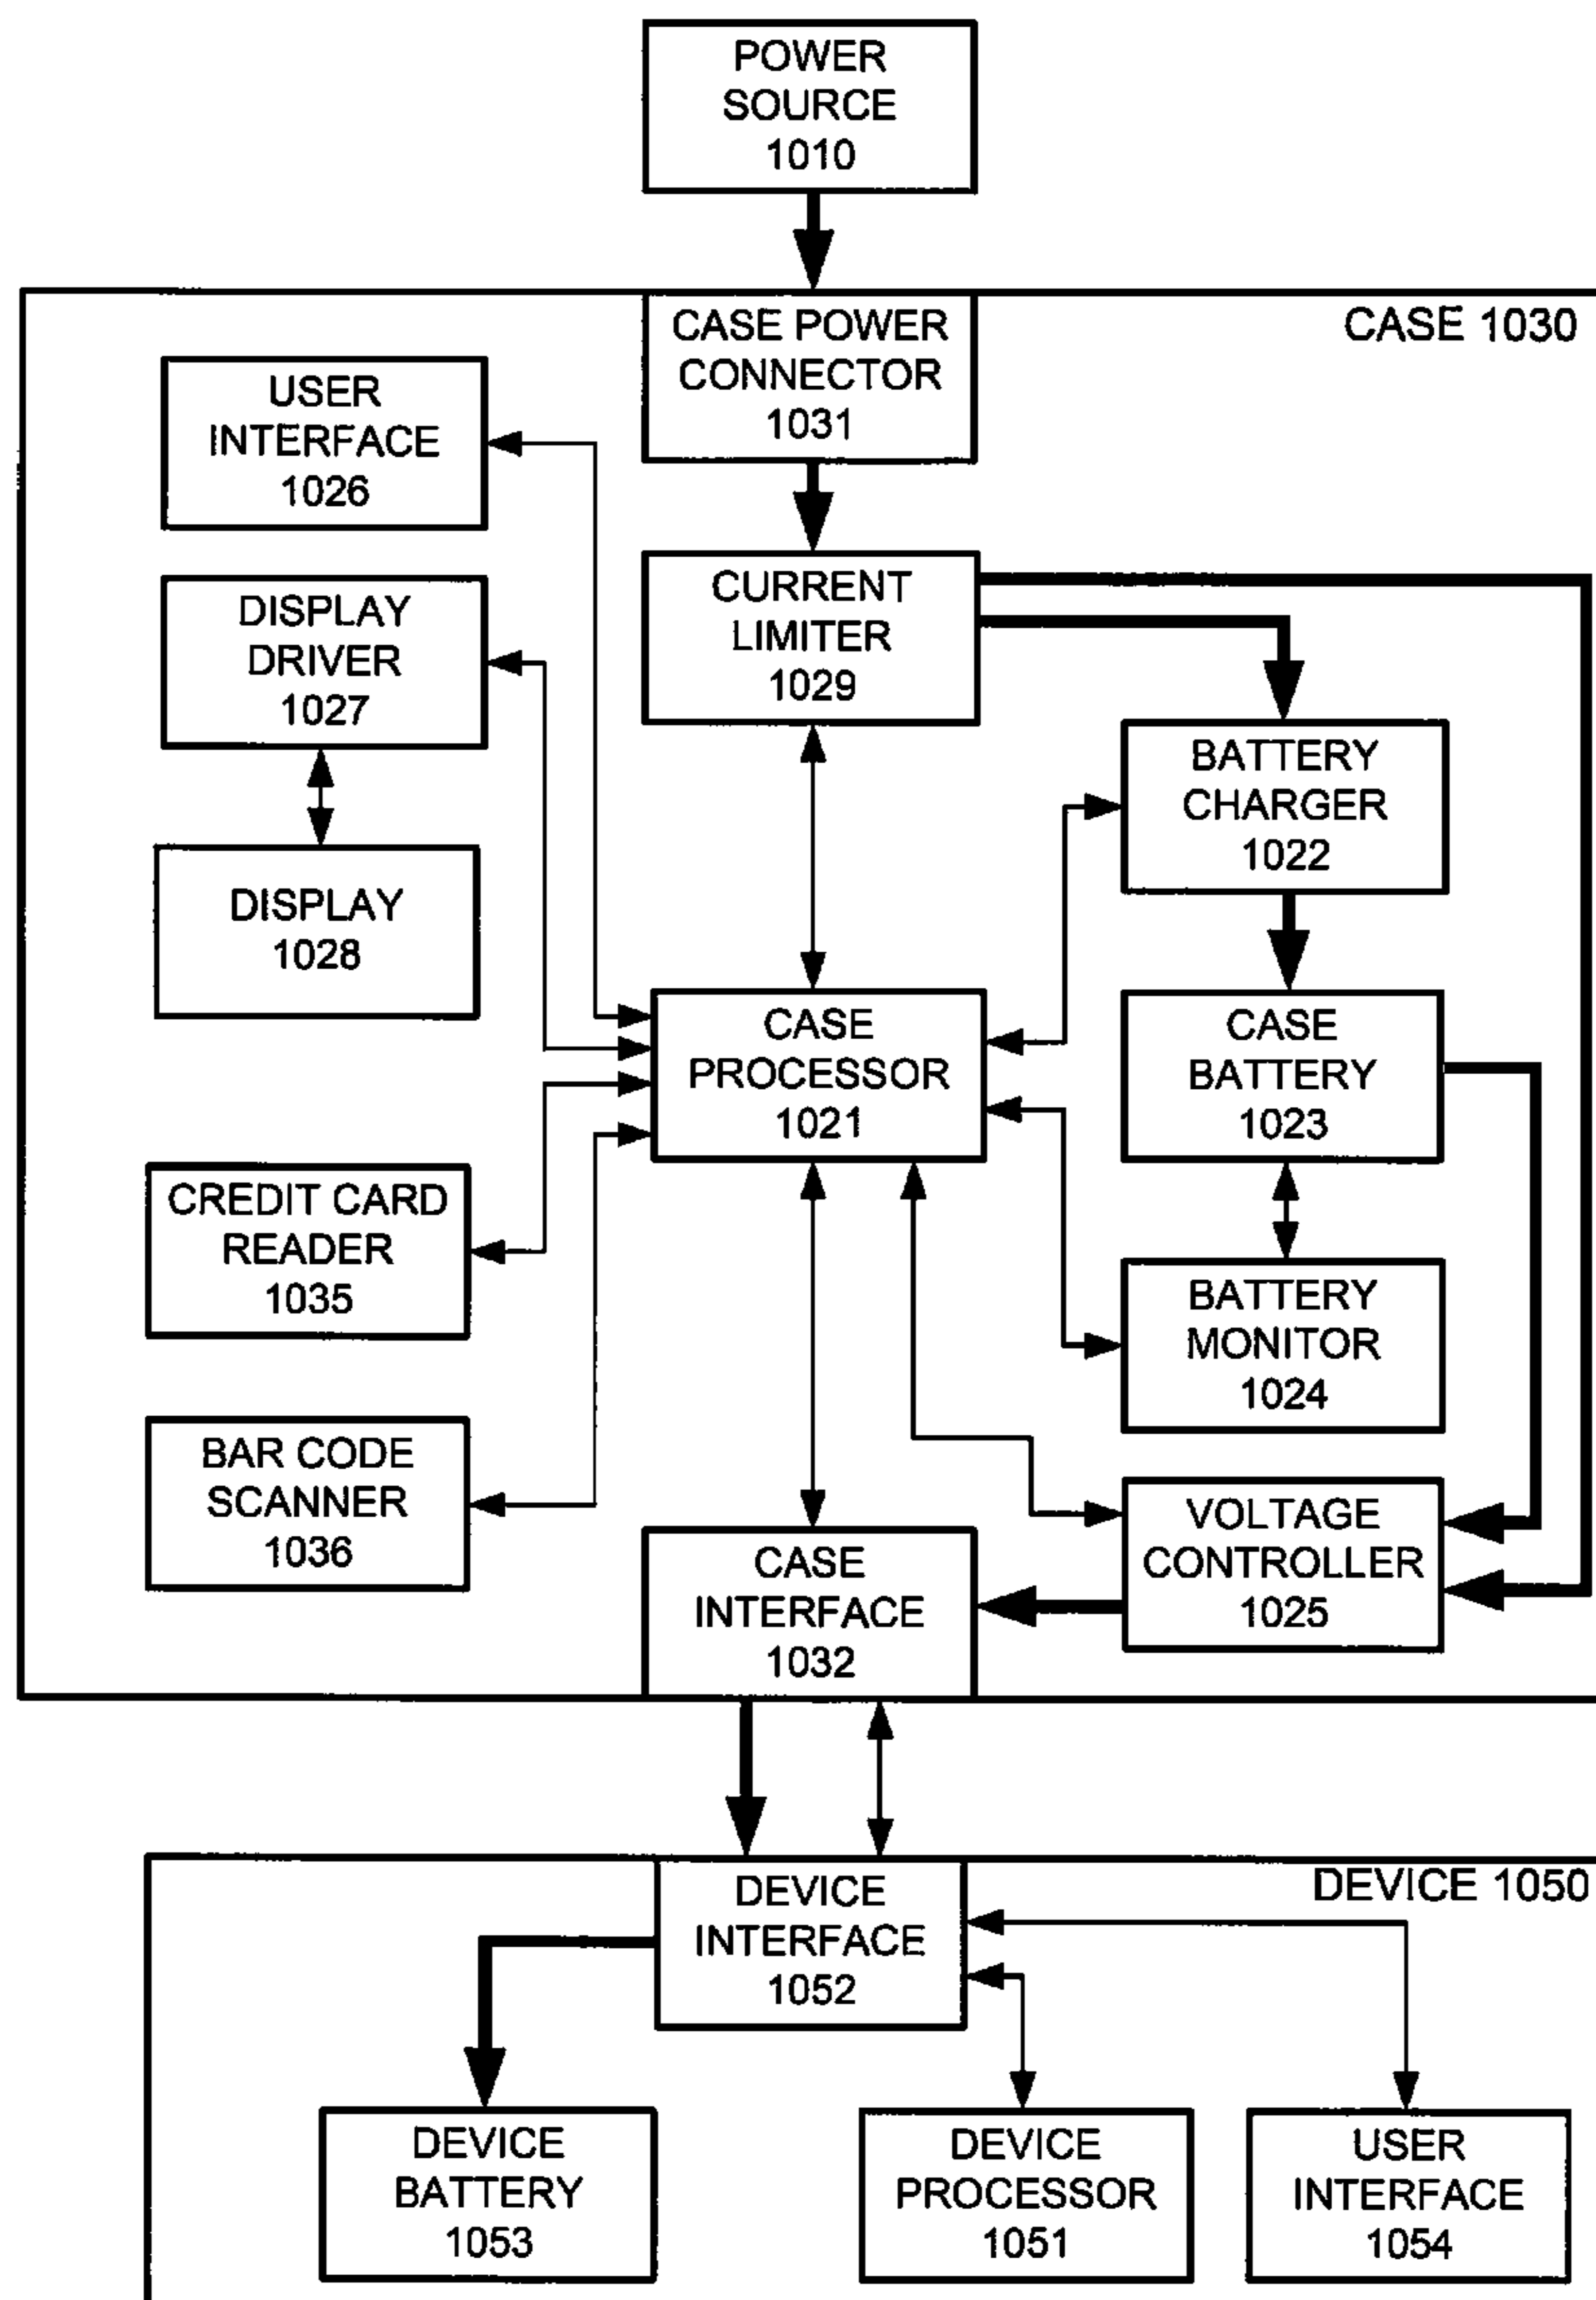 POWER
SOURCE
1010
CASE 1030
CASE POWER
CONNECTOR
1031
USER
INTERFACE
1026
CURRENT
LIMITER
1029
DISPLAY
DRIVER
1027
BATTERY
CHARGER
1022
DISPLAY
1028
CASE
PROCESSOR
1021
CASE
BATTERY
1023
CREDIT CARD
READER
1035
BATTERY
MONITOR
1024
BAR CODE
SCANNER
1036
VOLTAGE
CONTROLLER
1025
CASE
INTERFACE
1032
DEVICE 1050
DEVICE
INTERFACE
1052
DEVICE
BATTERY
1053
DEVICE
PROCESSOR
1051
USER
INTERFACE
1054